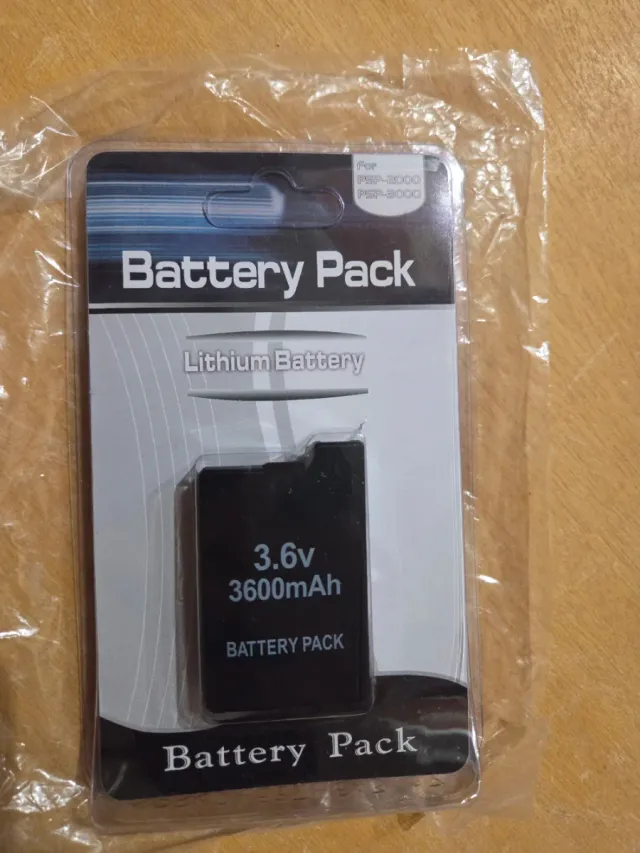 For
PSP-2000
PSP-3000
Battery Pack
Lithium Battery
3.6v
3600mAh
BATTERY PACK
Battery Pack